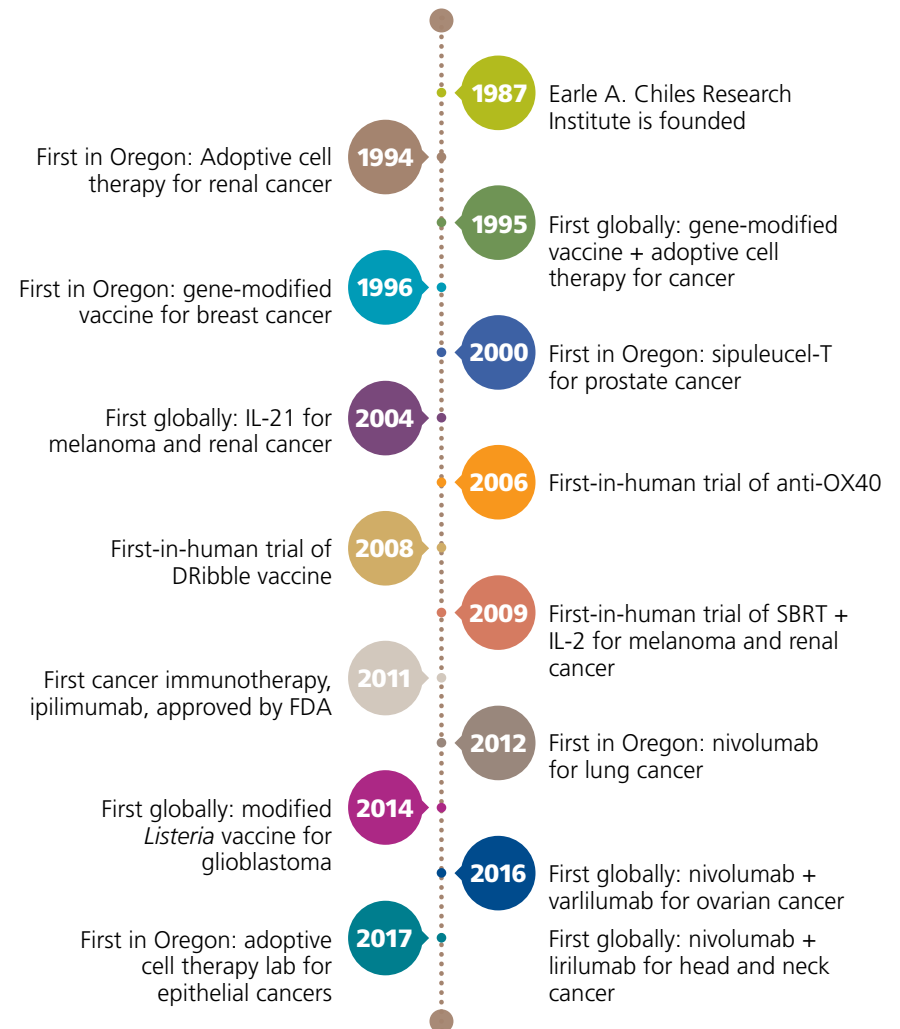 1987
Earle A. Chiles Research
Institute is founded
1994
First in Oregon: Adoptive cell
therapy for renal cancer
1995
First globally: gene-modified
vaccine + adoptive cell
therapy for cancer
1996
First in Oregon: gene-modified
vaccine for breast cancer
2000
First in Oregon: sipuleucel-T
for prostate cancer
2004
First globally: IL-21 for
melanoma and renal cancer
2006
First-in-human trial of anti-OX40
2008
First-in-human trial of
DRibble vaccine
2009
First-in-human trial of SBRT +
IL-2 for melanoma and renal
cancer
2011
First cancer immunotherapy,
ipilimumab, approved by FDA
2012
First in Oregon: nivolumab
for lung cancer
2014
First globally: modified
Listeria vaccine for
glioblastoma
2016
First globally: nivolumab +
varlilumab for ovarian cancer
First globally: nivolumab +
lirilumab for head and neck
cancer
2017
First in Oregon: adoptive
cell therapy lab for
epithelial cancers